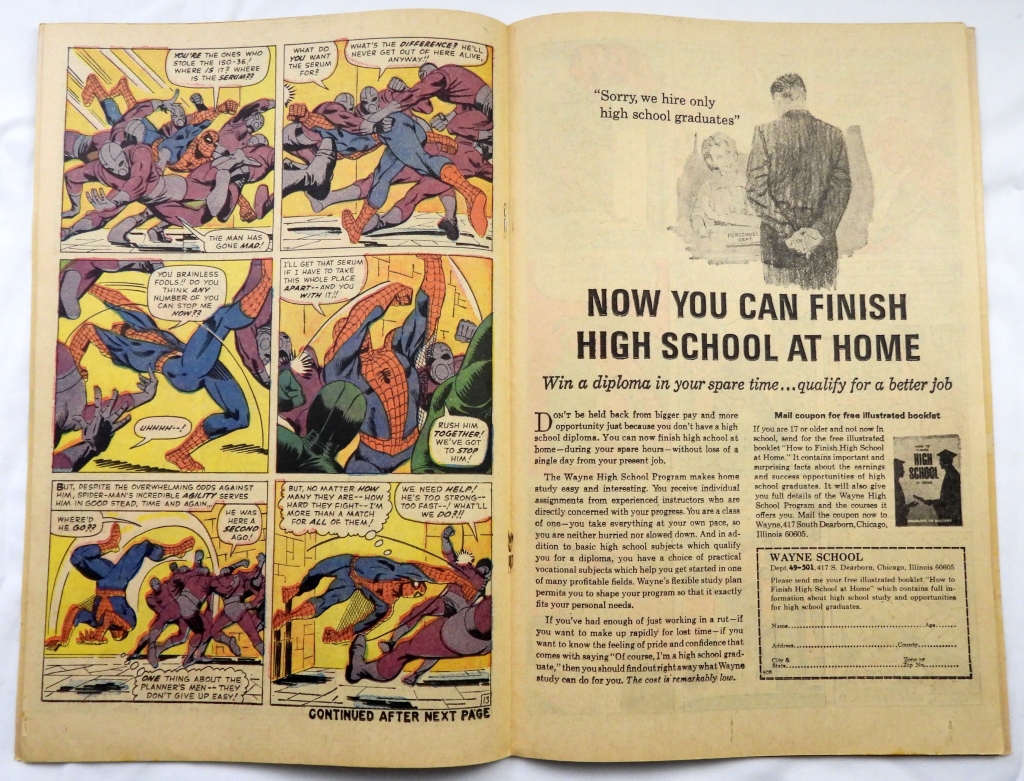 YOU'RE THE ONES WHO
STOLE THE ISO-36!
WHERE IS IT? WHERE
IS THE SERUM??
THE MAN HAS
GONE MAD!
WHAT DO
YOU WANT
THE SERUM
FOR?
WHAT'S THE DIFFERENCE? HE'LL
NEVER GET OUT OF HERE ALIVE,
ANYWAY!!
YOU BRAINLESS
FOOLS!! DO YOU
THINK ANY
NUMBER OF YOU
CAN STOP ME
NOW??
UHHHH--!
I'LL GET THAT SERUM
IF I HAVE TO TAKE
THIS WHOLE PLACE
APART--AND YOU
WITH IT!!
RUSH HIM
TOGETHER!
WE'VE GOT
TO STOP
HIM!
BUT, DESPITE THE OVERWHELMING ODDS AGAINST
HIM, SPIDER-MAN'S INCREDIBLE AGILITY SERVES
HIM IN GOOD STEAD, TIME AND AGAIN...
WHERE'D
HE GO??
HE WAS
HERE A
SECOND
AGO!
ONE THING ABOUT THE
PLANNER'S MEN--THEY
DON'T GIVE UP EASY!
BUT, NO MATTER HOW
MANY THEY ARE--HOW
HARD THEY FIGHT--I'M
MORE THAN A MATCH
FOR ALL OF THEM!
WE NEED HELP!
HE'S TOO STRONG--
TOO FAST--! WHAT'LL
WE DO?!!
13
CONTINUED AFTER NEXT PAGE
"Sorry, we hire only
high school graduates"
PERSONNEL
DEPT
NOW YOU CAN FINISH
HIGH SCHOOL AT HOME
Win a diploma in your spare time...qualify for a better job
DON'T be held back from bigger pay and more
opportunity just because you don't have a high
school diploma. You can now finish high school at
home—during your spare hours—without loss of a
single day from your present job.
The Wayne High School Program makes home
study easy and interesting. You receive individual
assignments from experienced instructors who are
directly concerned with your progress. You are a class
of one—you take everything at your own pace, so
you are neither hurried nor slowed down. And in ad-
dition to basic high school subjects which qualify
you for a diploma, you have a choice of practical
vocational subjects which help you get started in one
of many profitable fields. Wayne's flexible study plan
permits you to shape your program so that it exactly
fits your personal needs.
If you've had enough of just working in a rut—if
you want to make up rapidly for lost time—if you
want to know the feeling of pride and confidence that
comes with saying "Of course, I'm a high school grad-
uate," then you should find out right away what Wayne
study can do for you. The cost is remarkably low.
Mail coupon for free illustrated booklet
If you are 17 or older and not now in
school, send for the free illustrated
booklet "How to Finish High School
at Home." It contains important and
surprising facts about the earnings
and success opportunities of high
school graduates. It will also give
you full details of the Wayne High
School Program and the courses it
offers you. Mail the coupon now to
Wayne, 417 South Dearborn, Chicago,
Illinois 60605.
HIGH
SCHOOL
WAYNE SCHOOL
Dept. 49-501, 417 S. Dearborn, Chicago, Illinois 60605
Please send me your free illustrated booklet "How to
Finish High School at Home" which contains full in-
formation about high school study and opportunities
for high school graduates.
Name Age
Address County
City &
State
Zone or
Zip No.